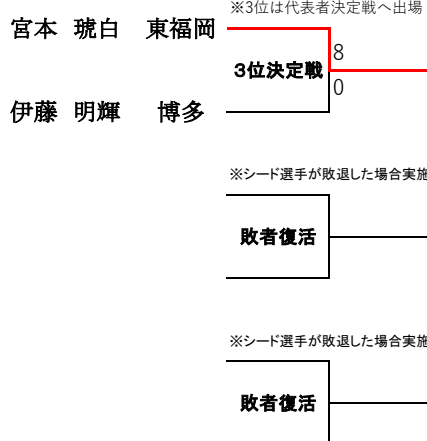 ※3位は代表者決定戦へ出場
宮本 琥白 東福岡
8
3位決定戦
0
伊藤 明輝 博多
※シード選手が敗退した場合実施
敗者復活
※シード選手が敗退した場合実施
敗者復活